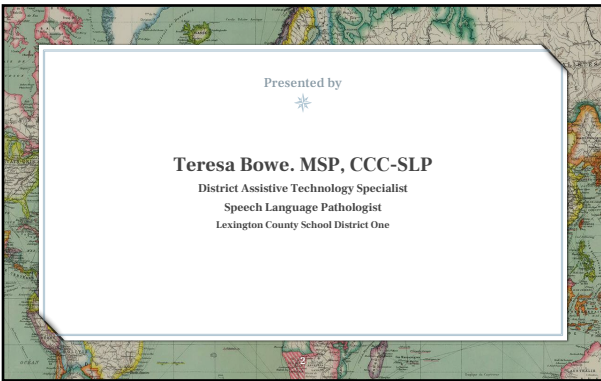 Presented by
Teresa Bowe. MSP, CCC-SLP
District Assistive Technology Specialist
Speech Language Pathologist
Lexington County School District One
2